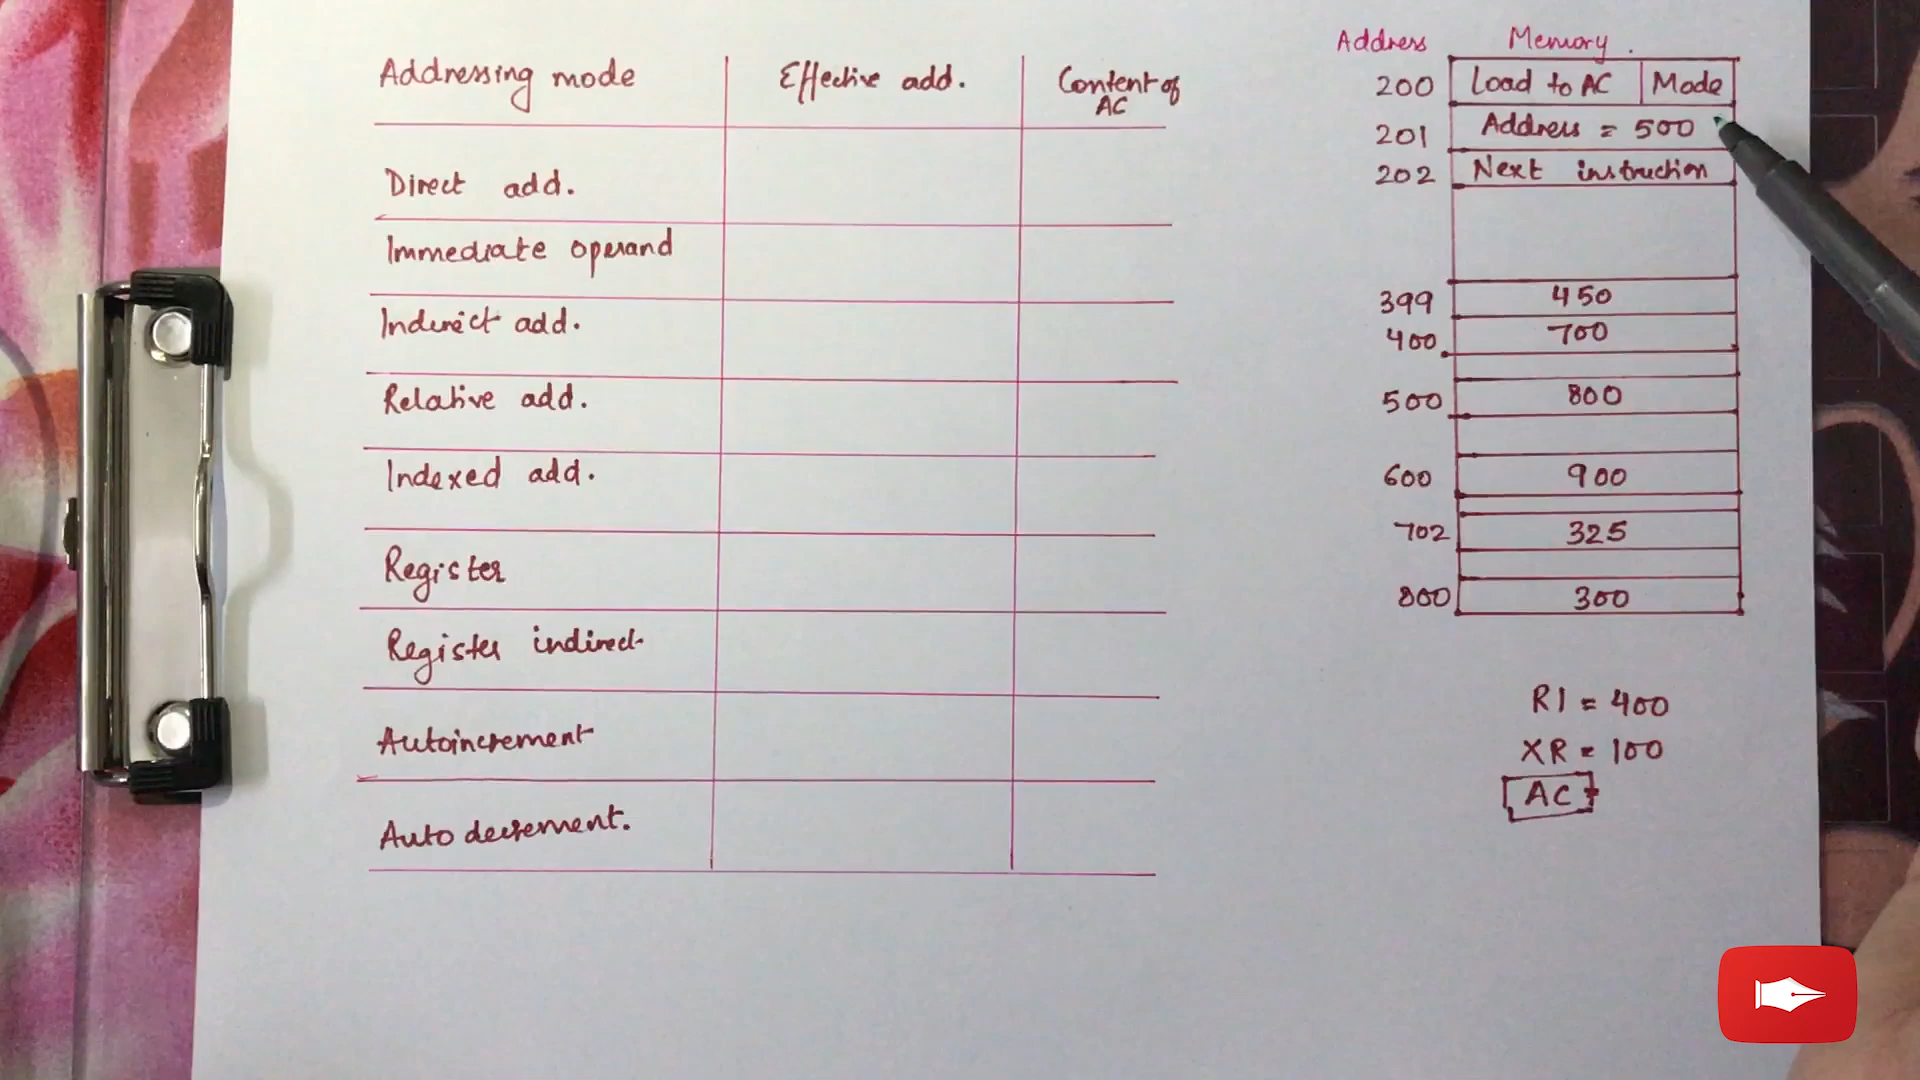 Addressing mode Effective add. Content of AC
Direct add.
Immediate operand
Indirect add.
Relative add.
Indexed add.
Register
Register indirect
Autoincrement
Auto decrement.
Address Memory.
200 Load to AC Mode
201 Address = 500
202 Next instruction
399 450
400 700
500 800
600 900
702 325
800 300
R1 = 400
XR = 100
AC